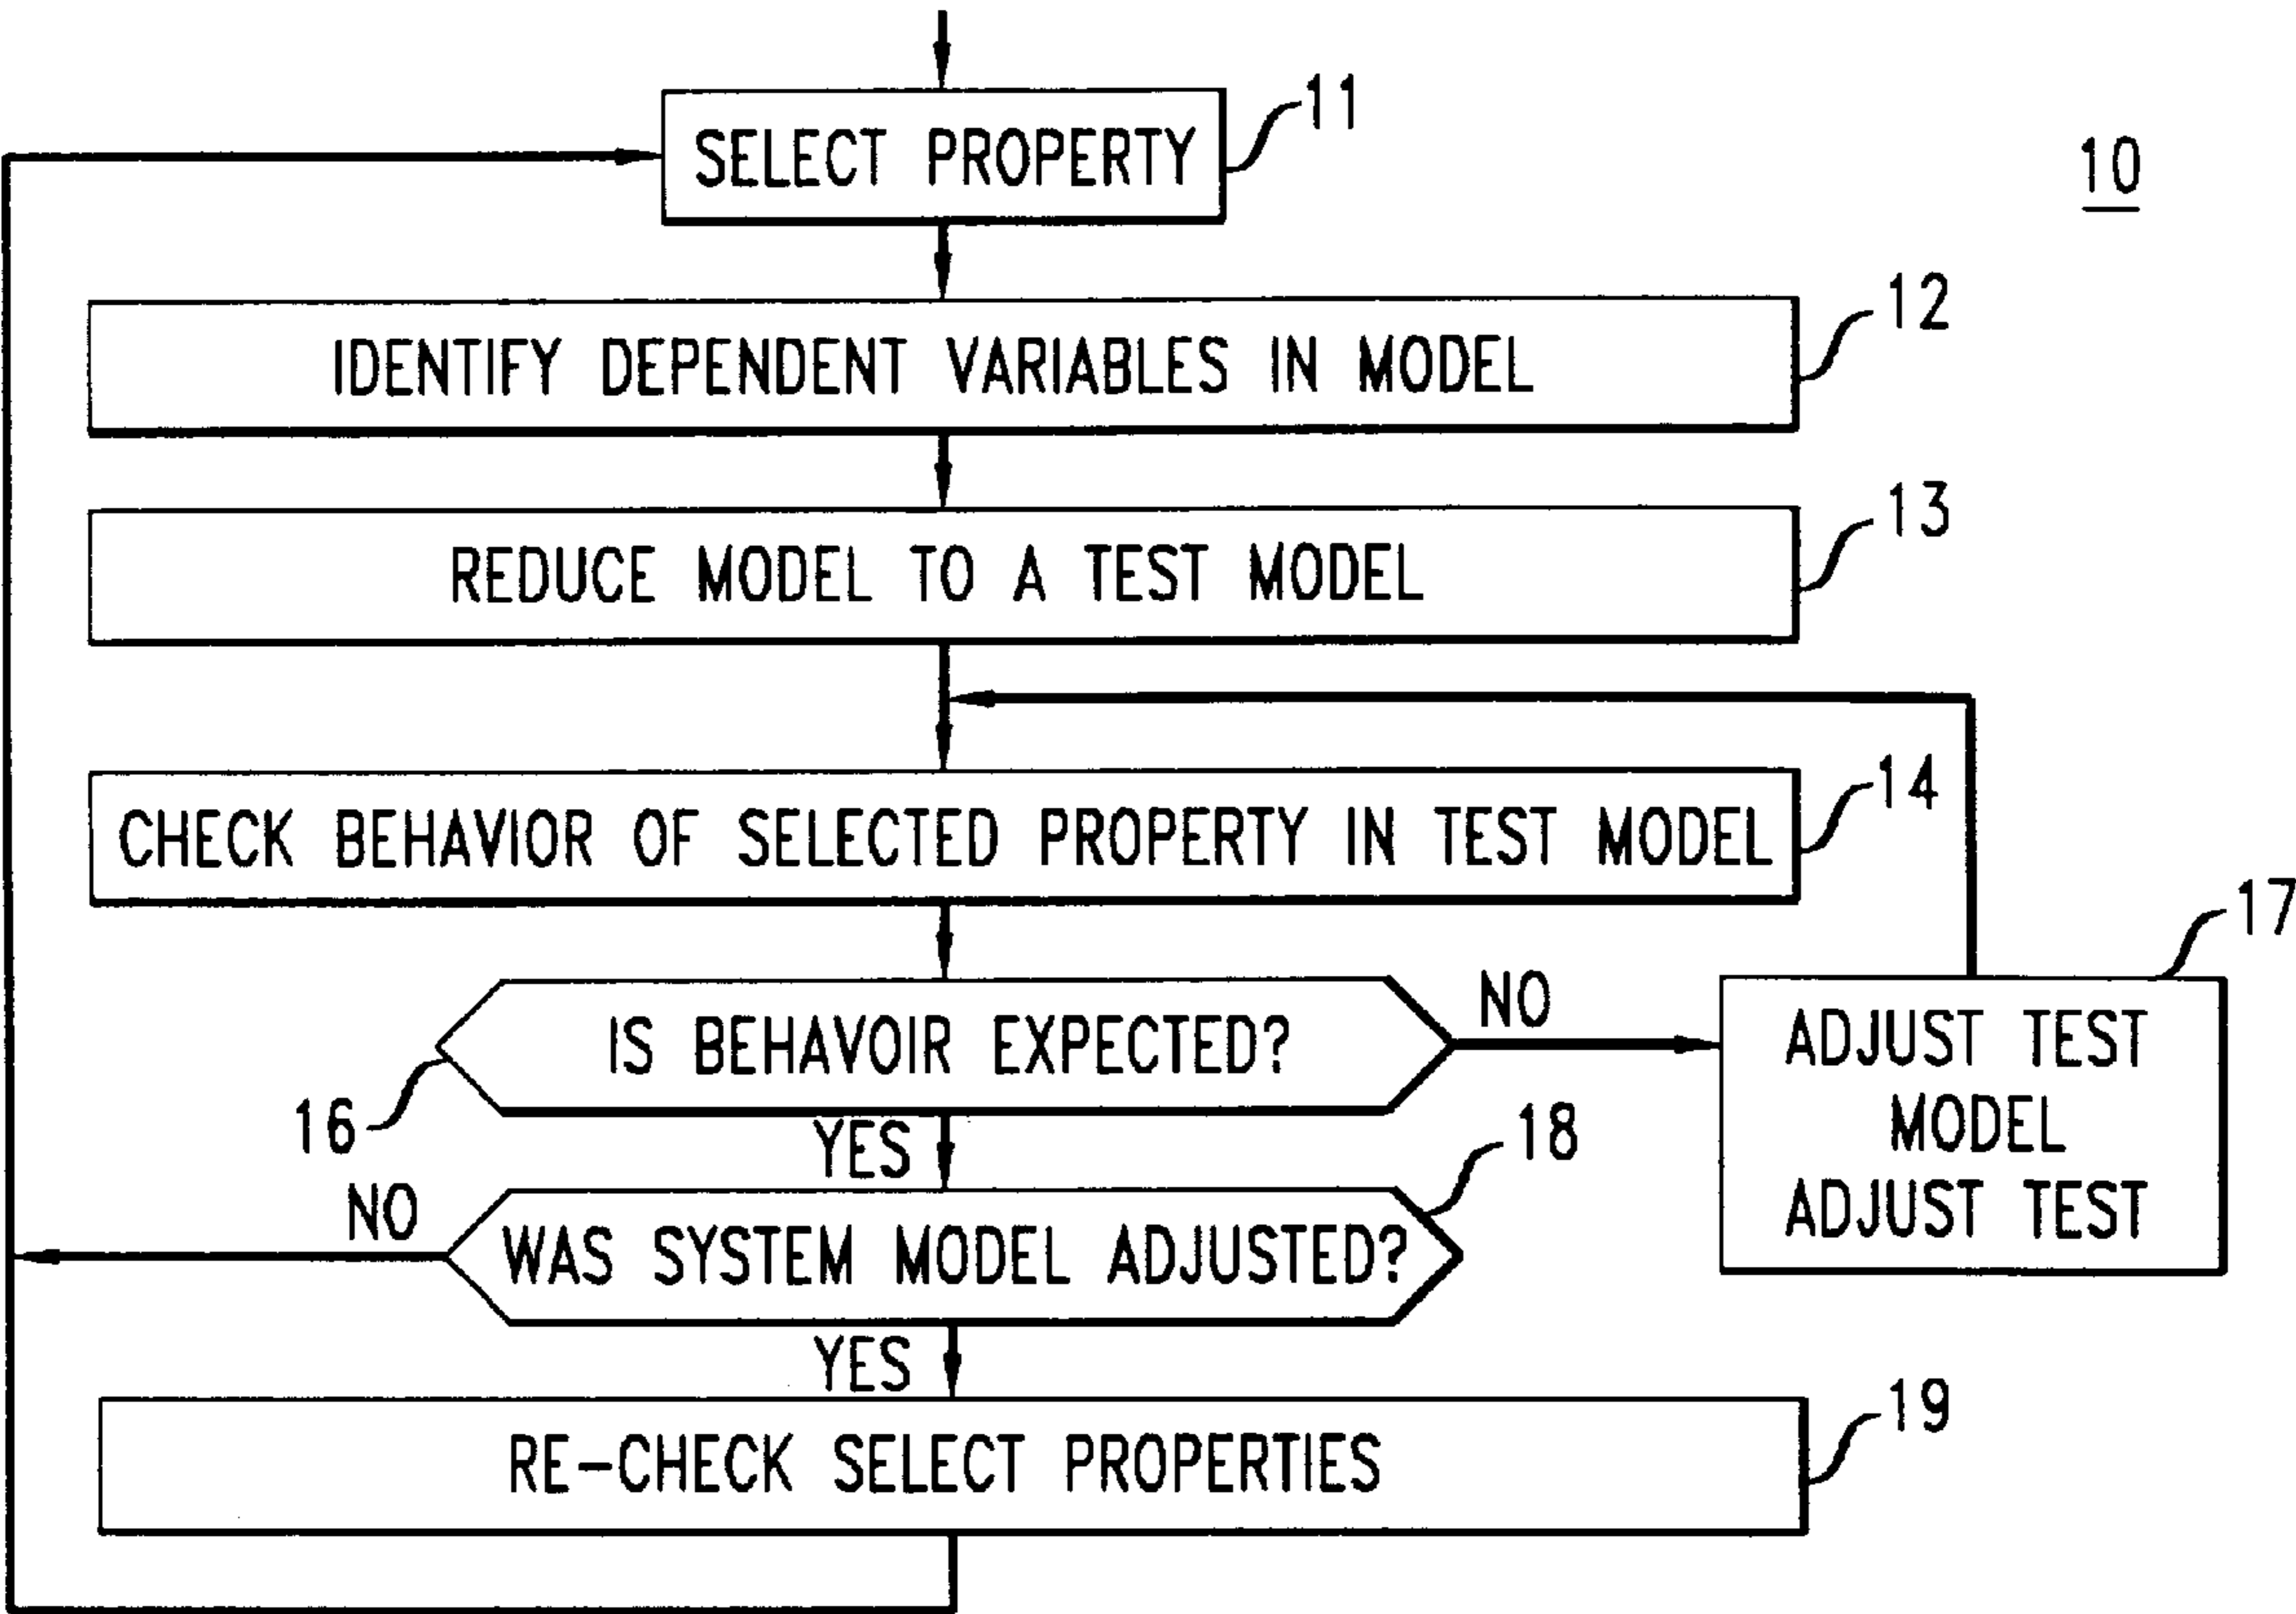 11
SELECT PROPERTY
10
12
IDENTIFY DEPENDENT VARIABLES IN MODEL
13
REDUCE MODEL TO A TEST MODEL
14
CHECK BEHAVIOR OF SELECTED PROPERTY IN TEST MODEL
17
NO
IS BEHAVOIR EXPECTED?
ADJUST TEST
MODEL
ADJUST TEST
16
YES
18
NO
WAS SYSTEM MODEL ADJUSTED?
YES
19
RE-CHECK SELECT PROPERTIES